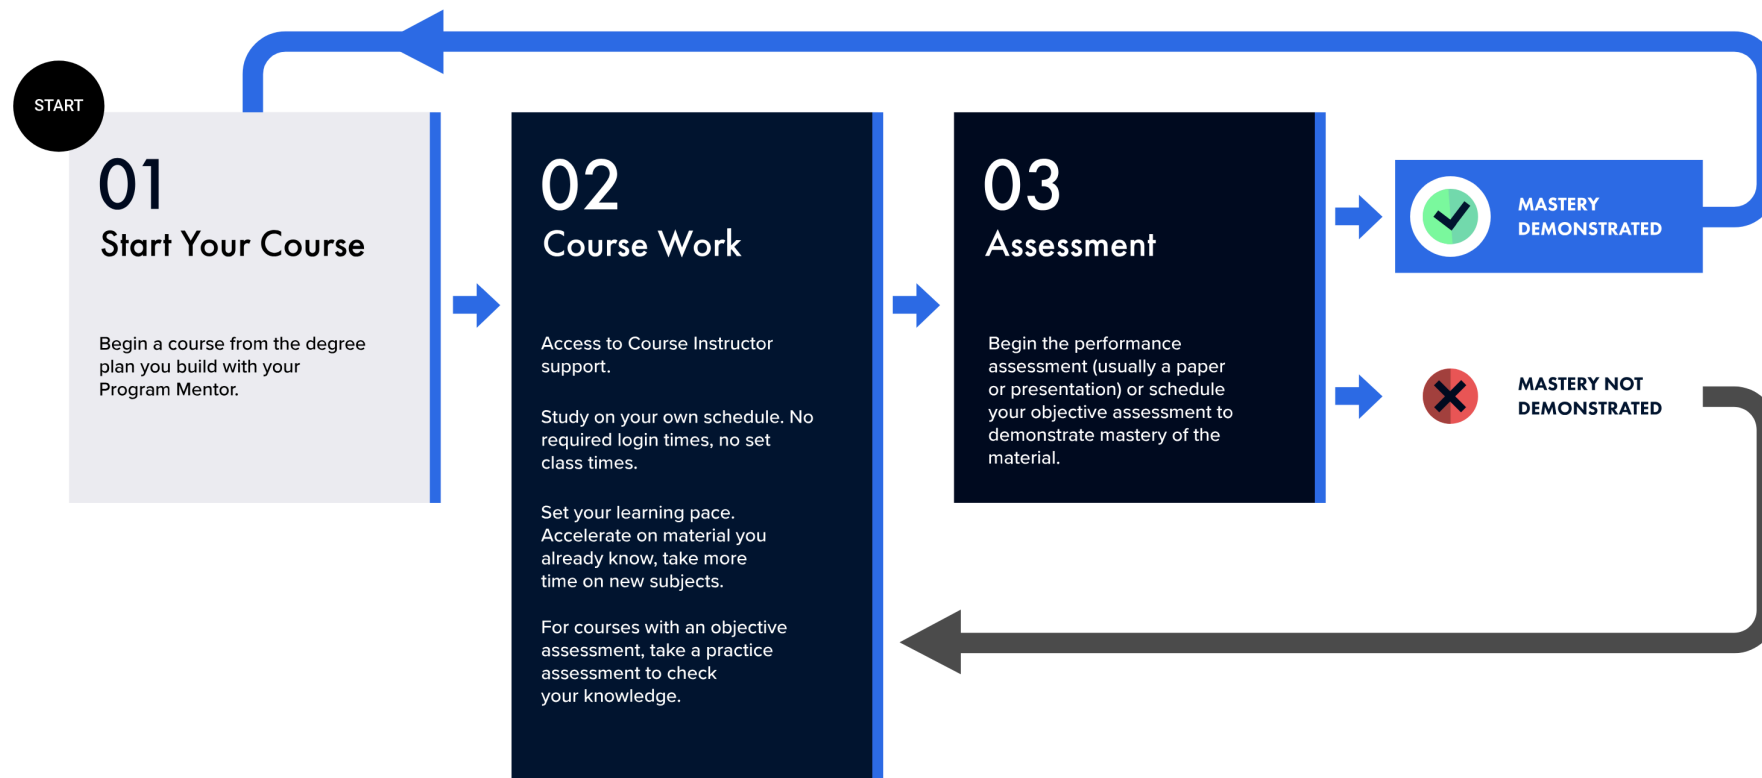 START
01
Start Your Course
Begin a course from the degree
plan you build with your
Program Mentor.
02
Course Work
Access to Course Instructor
support.
Study on your own schedule. No
required login times, no set
class times.
Set your learning pace.
Accelerate on material you
already know, take more
time on new subjects.
For courses with an objective
assessment, take a practice
assessment to check
your knowledge.
03
Assessment
Begin the performance
assessment (usually a paper
or presentation) or schedule
your objective assessment to
demonstrate mastery of the
material.
MASTERY
DEMONSTRATED
MASTERY NOT
DEMONSTRATED